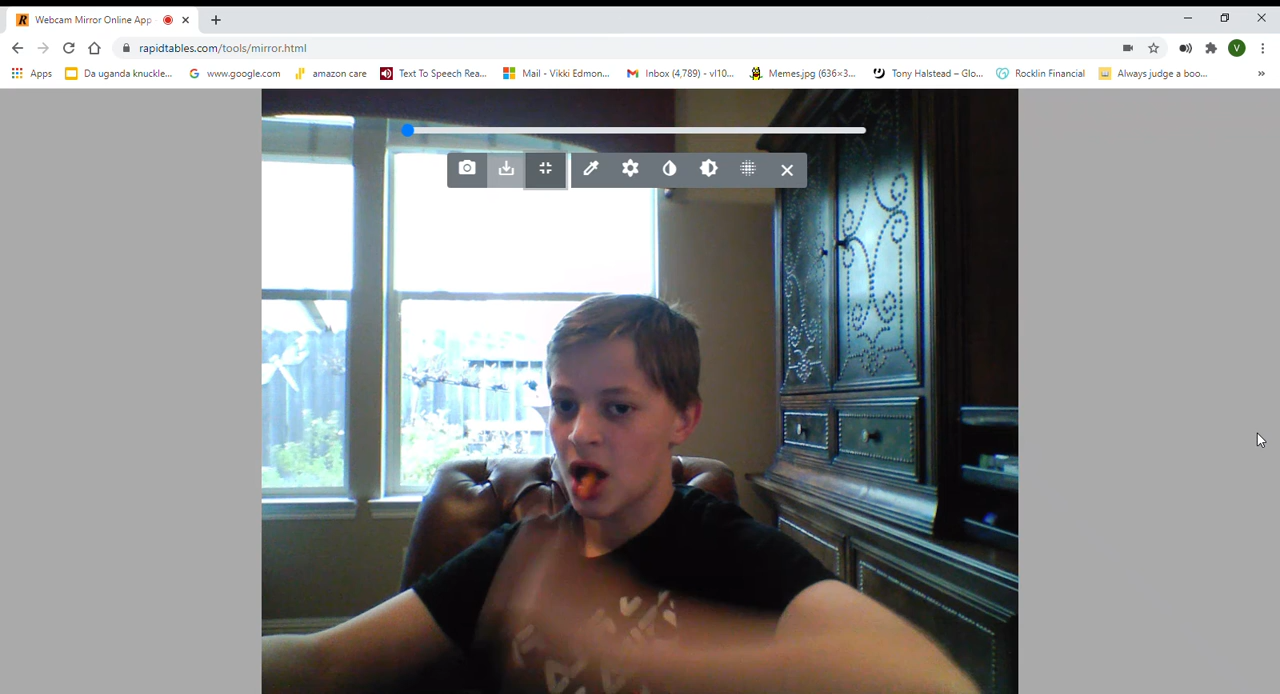 Webcam Mirror Online App
rapidtables.com/tools/mirror.html
V
Apps Da uganda knuckle... www.google.com amazon care Text To Speech Rea... Mail - Vikki Edmon... Inbox (4,789) - vl10... Memes.jpg (636×3... Tony Halstead – Glo... Rocklin Financial Always judge a boo... »